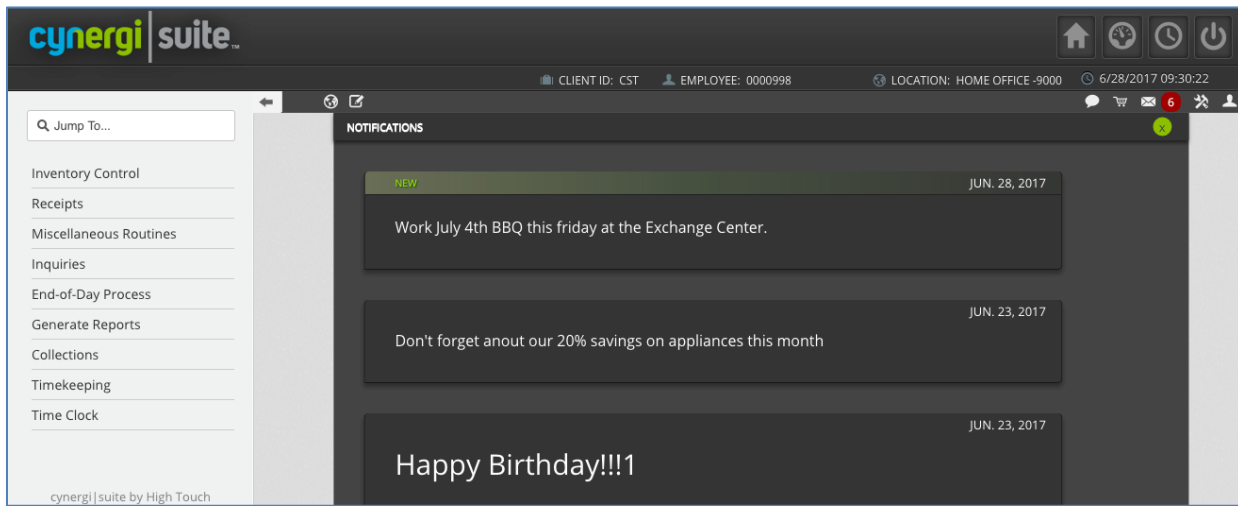 cynergi|suite™
CLIENT ID: CST EMPLOYEE: 0000998 LOCATION: HOME OFFICE -9000 6/28/2017 09:30:22
6
Jump To...
NOTIFICATIONS x
Inventory Control
Receipts
Miscellaneous Routines
Inquiries
End-of-Day Process
Generate Reports
Collections
Timekeeping
Time Clock
cynergi|suite by High Touch
NEW JUN. 28, 2017
Work July 4th BBQ this friday at the Exchange Center.
JUN. 23, 2017
Don't forget anout our 20% savings on appliances this month
JUN. 23, 2017
Happy Birthday!!!1